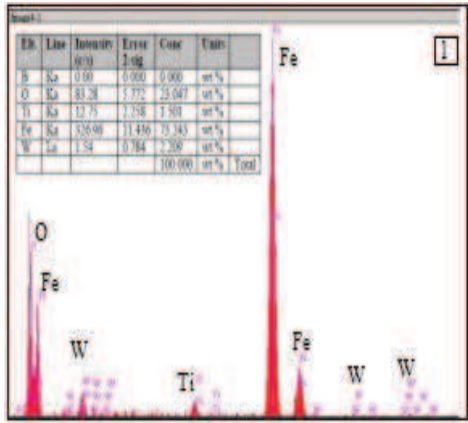 Elt. Line Intensity Error Conc Units
(c/s) 2-sig
B Ka 0.00 0.000 0.000 wt %
O Ka 83.28 5.772 23.047 wt %
Ti Ka 12.75 2.258 1.501 wt %
Fe Ka 326.98 11.436 73.243 wt %
W La 1.54 0.784 2.209 wt %
100.000 wt % Total
1
Fe
O
Fe
W
Ti
Fe
W
W